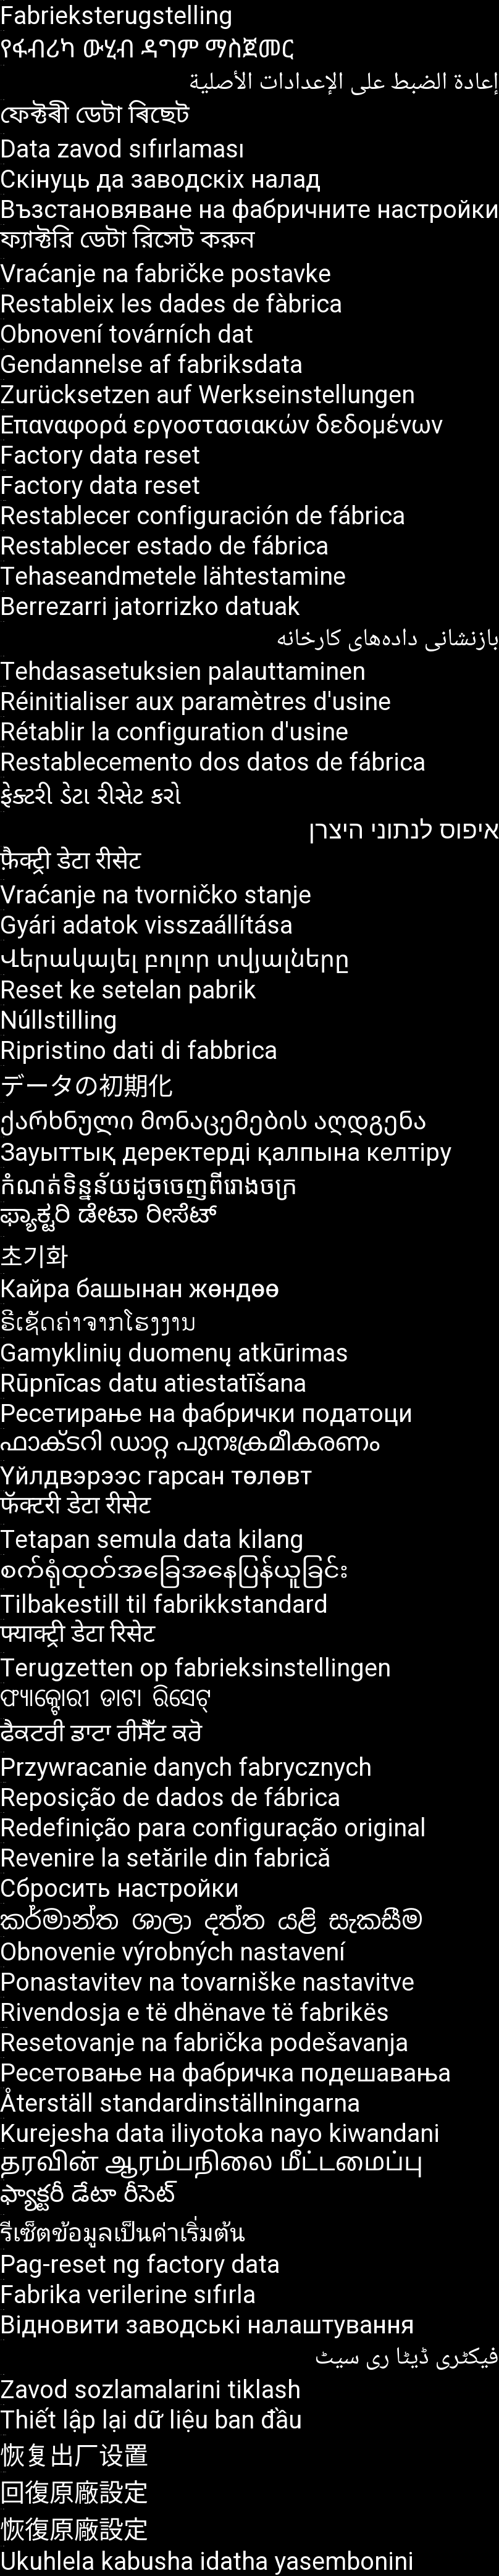 Fabrieksterugstelling
የፋብሪካ ውሂብ ዳግም ማስጀመር
إعادة الضبط على الإعدادات الأصلية
ফেক্টৰী ডেটা ৰিছেট
Data zavod sıfırlaması
Скінуць да заводскіх налад
Възстановяване на фабричните настройки
ফ্যাক্টরি ডেটা রিসেট করুন
Vraćanje na fabričke postavke
Restableix les dades de fàbrica
Obnovení továrních dat
Gendannelse af fabriksdata
Zurücksetzen auf Werkseinstellungen
Επαναφορά εργοστασιακών δεδομένων
Factory data reset
Factory data reset
Restablecer configuración de fábrica
Restablecer estado de fábrica
Tehaseandmetele lähtestamine
Berrezarri jatorrizko datuak
بازنشانی داده‌های کارخانه
Tehdasasetuksien palauttaminen
Réinitialiser aux paramètres d'usine
Rétablir la configuration d'usine
Restablecemento dos datos de fábrica
ફેક્ટરી ડેટા રીસેટ કરો
איפוס לנתוני היצרן
फ़ैक्ट्री डेटा रीसेट
Vraćanje na tvorničko stanje
Gyári adatok visszaállítása
Վերակայել բոլոր տվյալները
Reset ke setelan pabrik
Núllstilling
Ripristino dati di fabbrica
データの初期化
ქარხნული მონაცემების აღდგენა
Зауыттық деректерді қалпына келтіру
កំណត់ទិន្នន័យដូចចេញពីរោងចក្រ
ಫ್ಯಾಕ್ಟರಿ ಡೇಟಾ ರೀಸೆಟ್
초기화
Кайра башынан жөндөө
ຣີເຊັດຄ່າຈາກໂຮງງານ
Gamyklinių duomenų atkūrimas
Rūpnīcas datu atiestatīšana
Ресетирање на фабрички податоци
ഫാക്‌ടറി ഡാറ്റ പുനഃക്രമീകരണം
Үйлдвэрээс гарсан төлөвт
फॅक्टरी डेटा रीसेट
Tetapan semula data kilang
စက်ရုံထုတ်အခြေအနေပြန်ယူခြင်း
Tilbakestill til fabrikkstandard
फ्याक्ट्री डेटा रिसेट
Terugzetten op fabrieksinstellingen
ଫ୍ୟାକ୍ଟୋରୀ ଡାଟା ରିସେଟ୍
ਫੈਕਟਰੀ ਡਾਟਾ ਰੀਸੈੱਟ ਕਰੋ
Przywracanie danych fabrycznych
Reposição de dados de fábrica
Redefinição para configuração original
Revenire la setările din fabrică
Сбросить настройки
කර්මාන්ත ශාලා දත්ත යළි සැකසීම
Obnovenie výrobných nastavení
Ponastavitev na tovarniške nastavitve
Rivendosja e të dhënave të fabrikës
Resetovanje na fabrička podešavanja
Ресетовање на фабричка подешавања
Återställ standardinställningarna
Kurejesha data iliyotoka nayo kiwandani
தரவின் ஆரம்பநிலை மீட்டமைப்பு
ఫ్యాక్టరీ డేటా రీసెట్
รีเซ็ตข้อมูลเป็นค่าเริ่มต้น
Pag-reset ng factory data
Fabrika verilerine sıfırla
Відновити заводські налаштування
فیکٹری ڈیٹا ری سیٹ
Zavod sozlamalarini tiklash
Thiết lập lại dữ liệu ban đầu
恢复出厂设置
回復原廠設定
恢復原廠設定
Ukuhlela kabusha idatha yasembonini